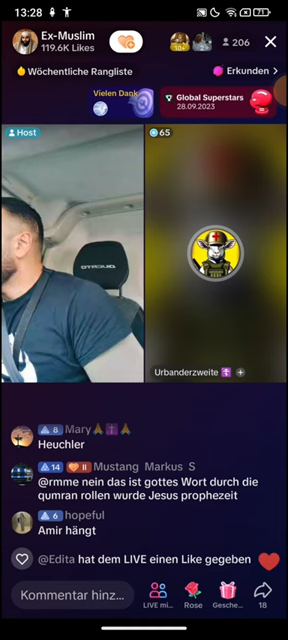 13:28
71
Ex-Muslim
119.6K Likes
206
Wöchentliche Rangliste
Erkunden >
Vielen Dank
Global Superstars
28.09.2023
Host
65
Urbanderzweite ✝️ +
8 Mary🙏✝️🙏
Heuchler
14 II Mustang Markus S
@rmme nein das ist gottes Wort durch die
qumran rollen wurde Jesus prophezeit
6 hopeful
Amir hängt
@Edita hat dem LIVE einen Like gegeben
Kommentar hinz...
LIVE mi...
Rose
Gesche...
18